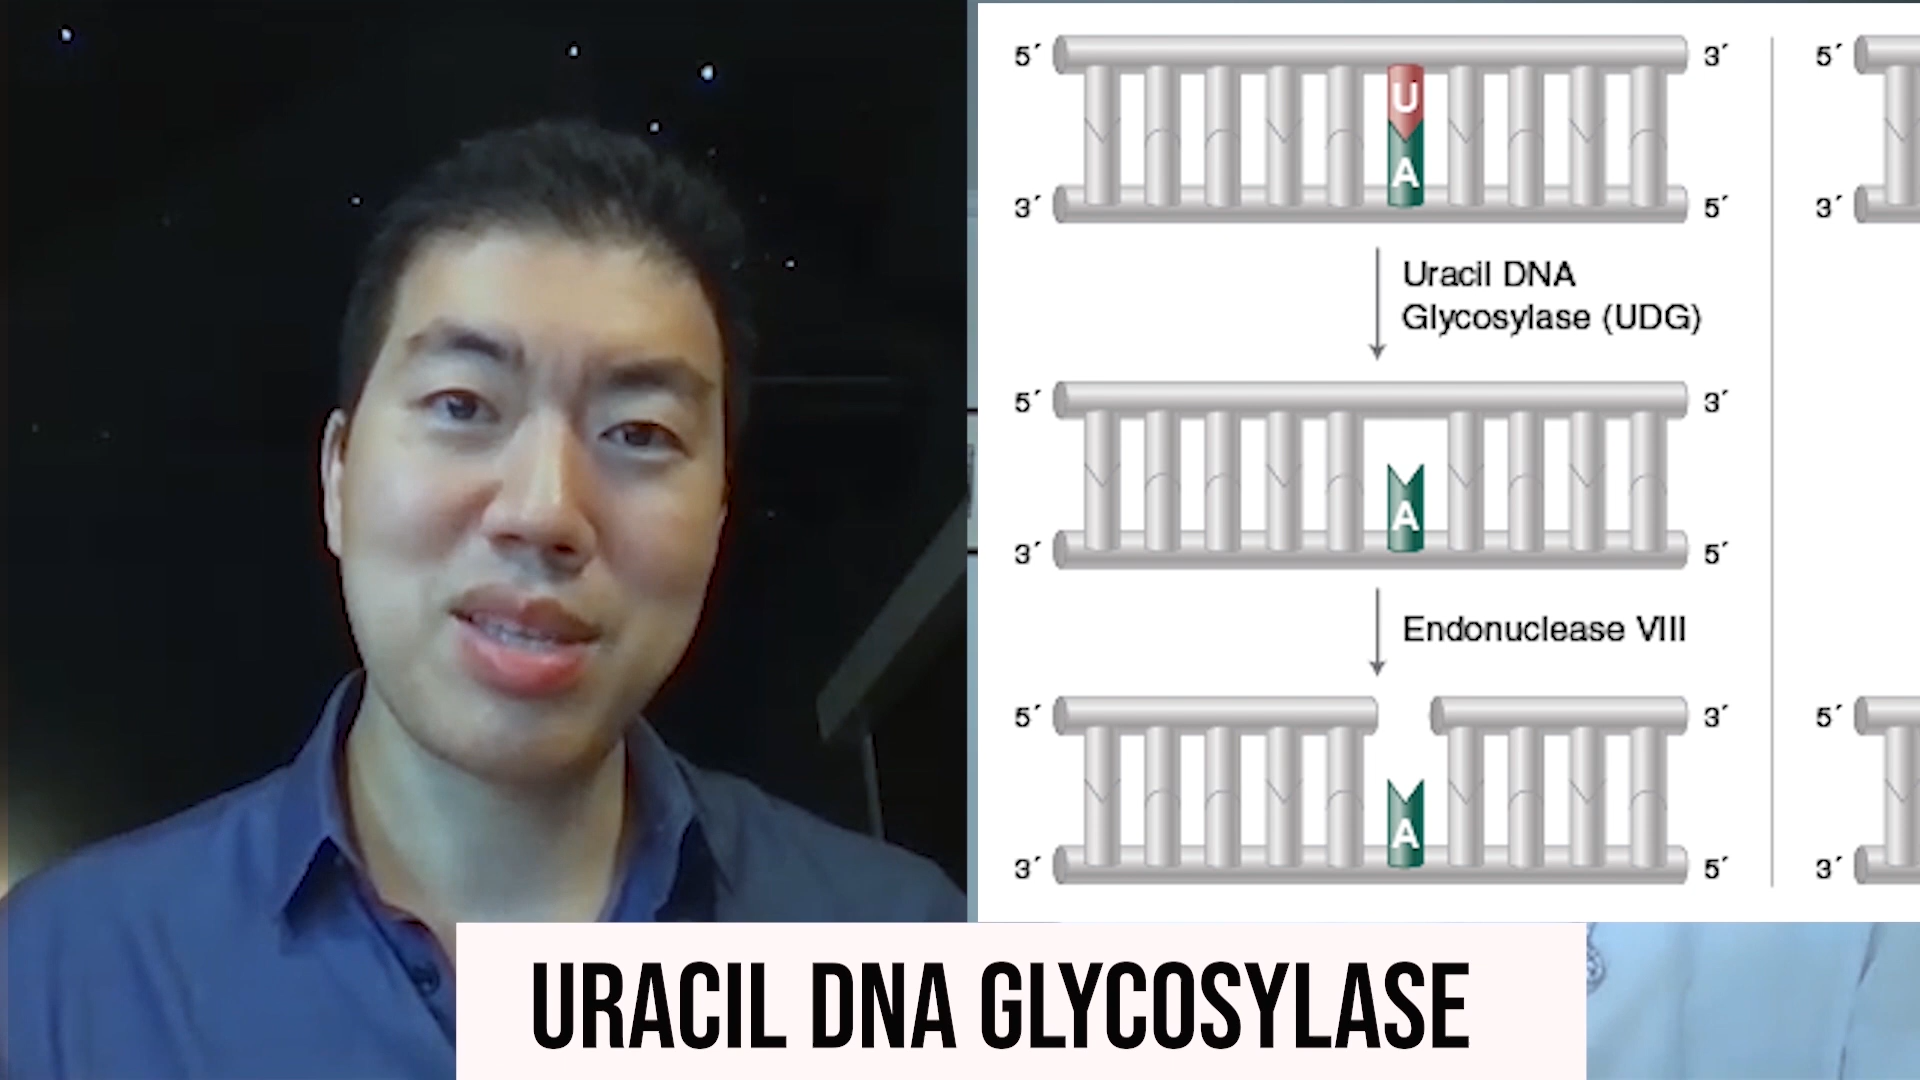 5´ 3´ 5´
U
A
3´ 5´ 3´
Uracil DNA
Glycosylase (UDG)
5´ 3´
A
3´ 5´
Endonuclease VIII
5´ 3´ 5´
A
3´ 5´ 3´
URACIL DNA GLYCOSYLASE